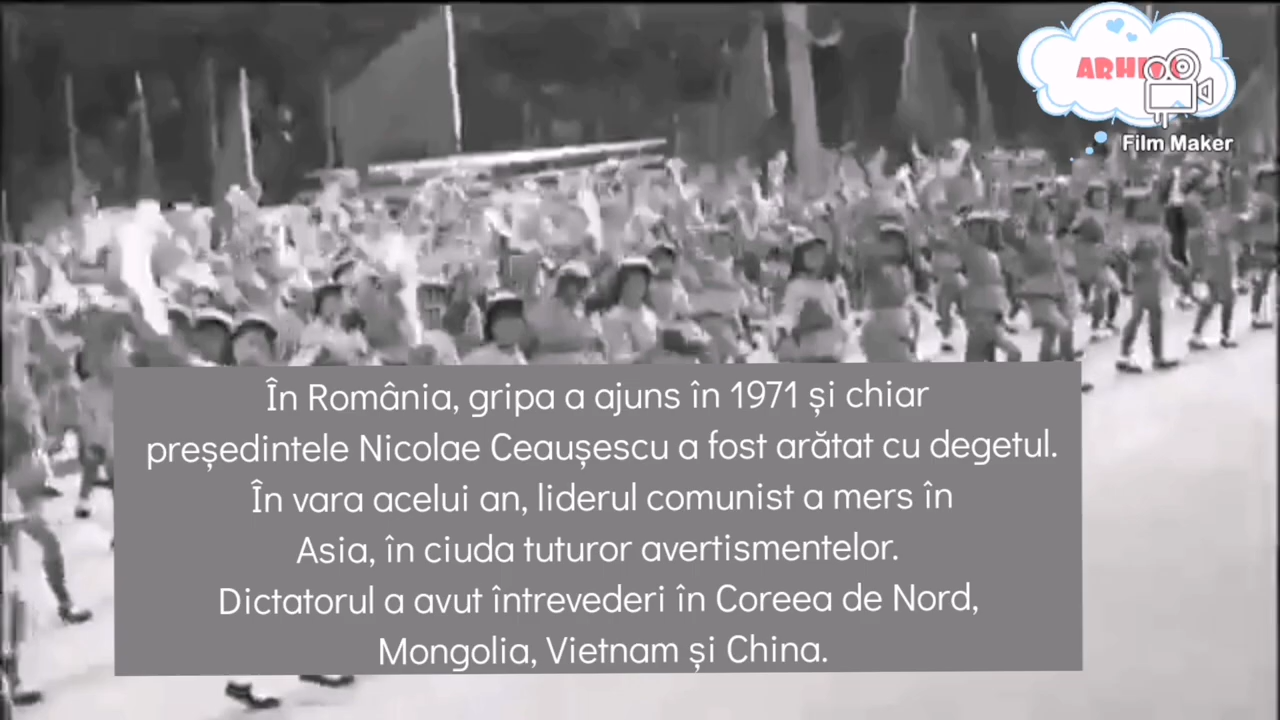 ARHIVA
Film Maker
În România, gripa a ajuns în 1971 și chiar
președintele Nicolae Ceaușescu a fost arătat cu degetul.
În vara acelui an, liderul comunist a mers în
Asia, în ciuda tuturor avertismentelor.
Dictatorul a avut întrevederi în Coreea de Nord,
Mongolia, Vietnam și China.